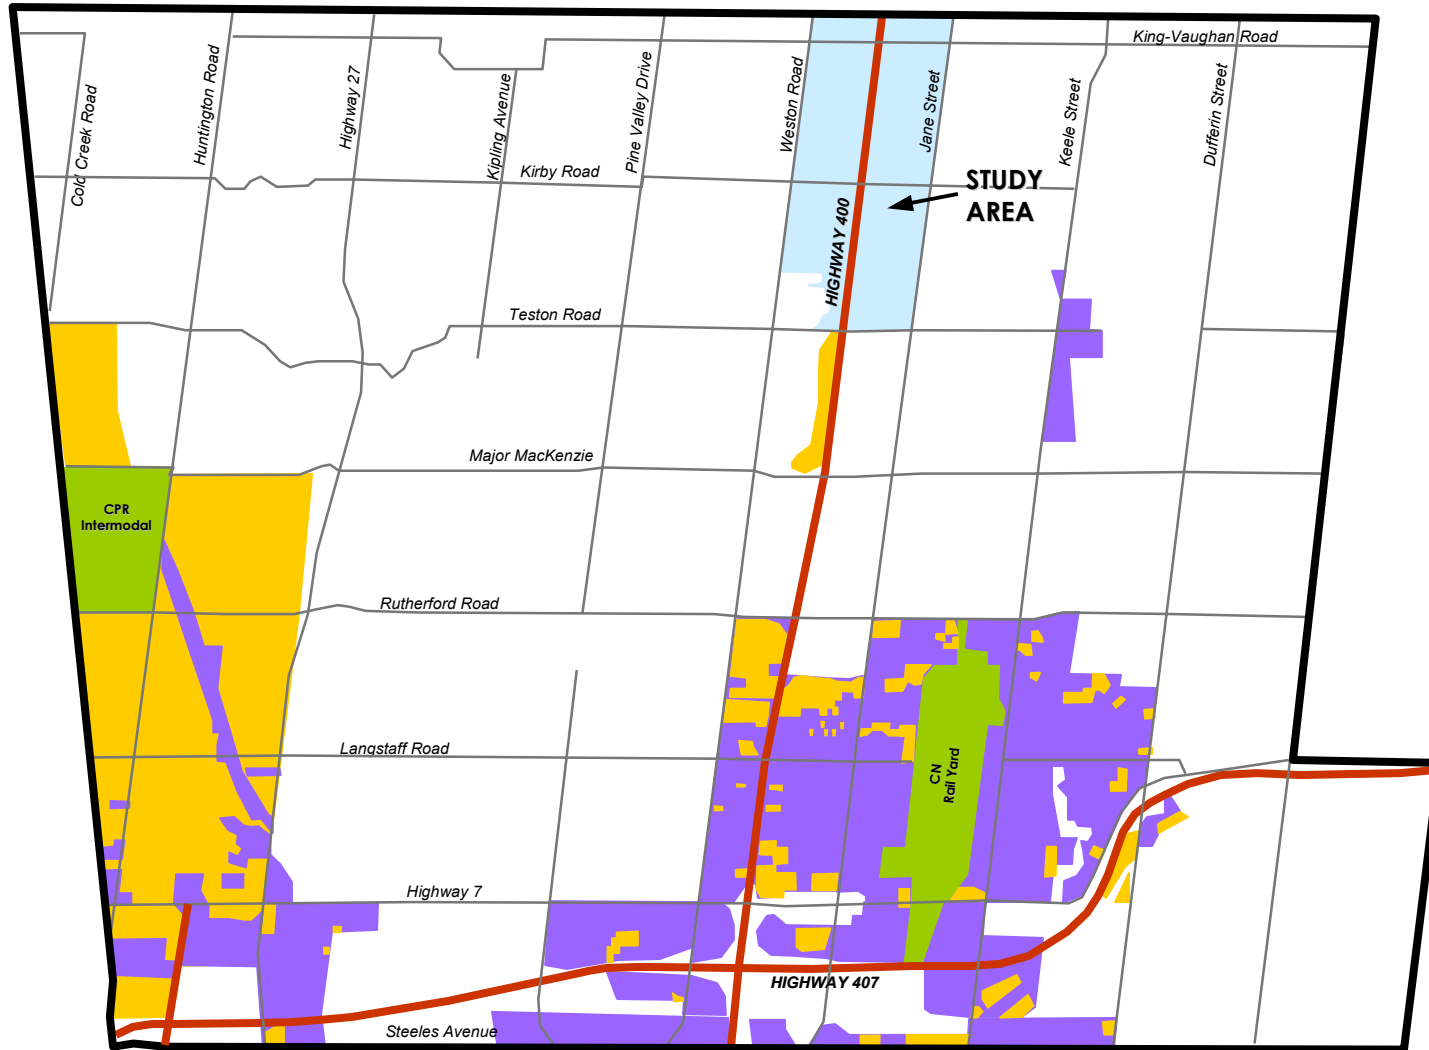 King-Vaughan Road
Cold Creek Road
Huntington Road
Highway 27
Kipling Avenue
Pine Valley Drive
Weston Road
Jane Street
Keele Street
Dufferin Street
Kirby Road
STUDY
AREA
HIGHWAY 400
Teston Road
Major MacKenzie
CPR
Intermodal
Rutherford Road
Langstaff Road
CN
Rail Yard
Highway 7
HIGHWAY 407
Steeles Avenue